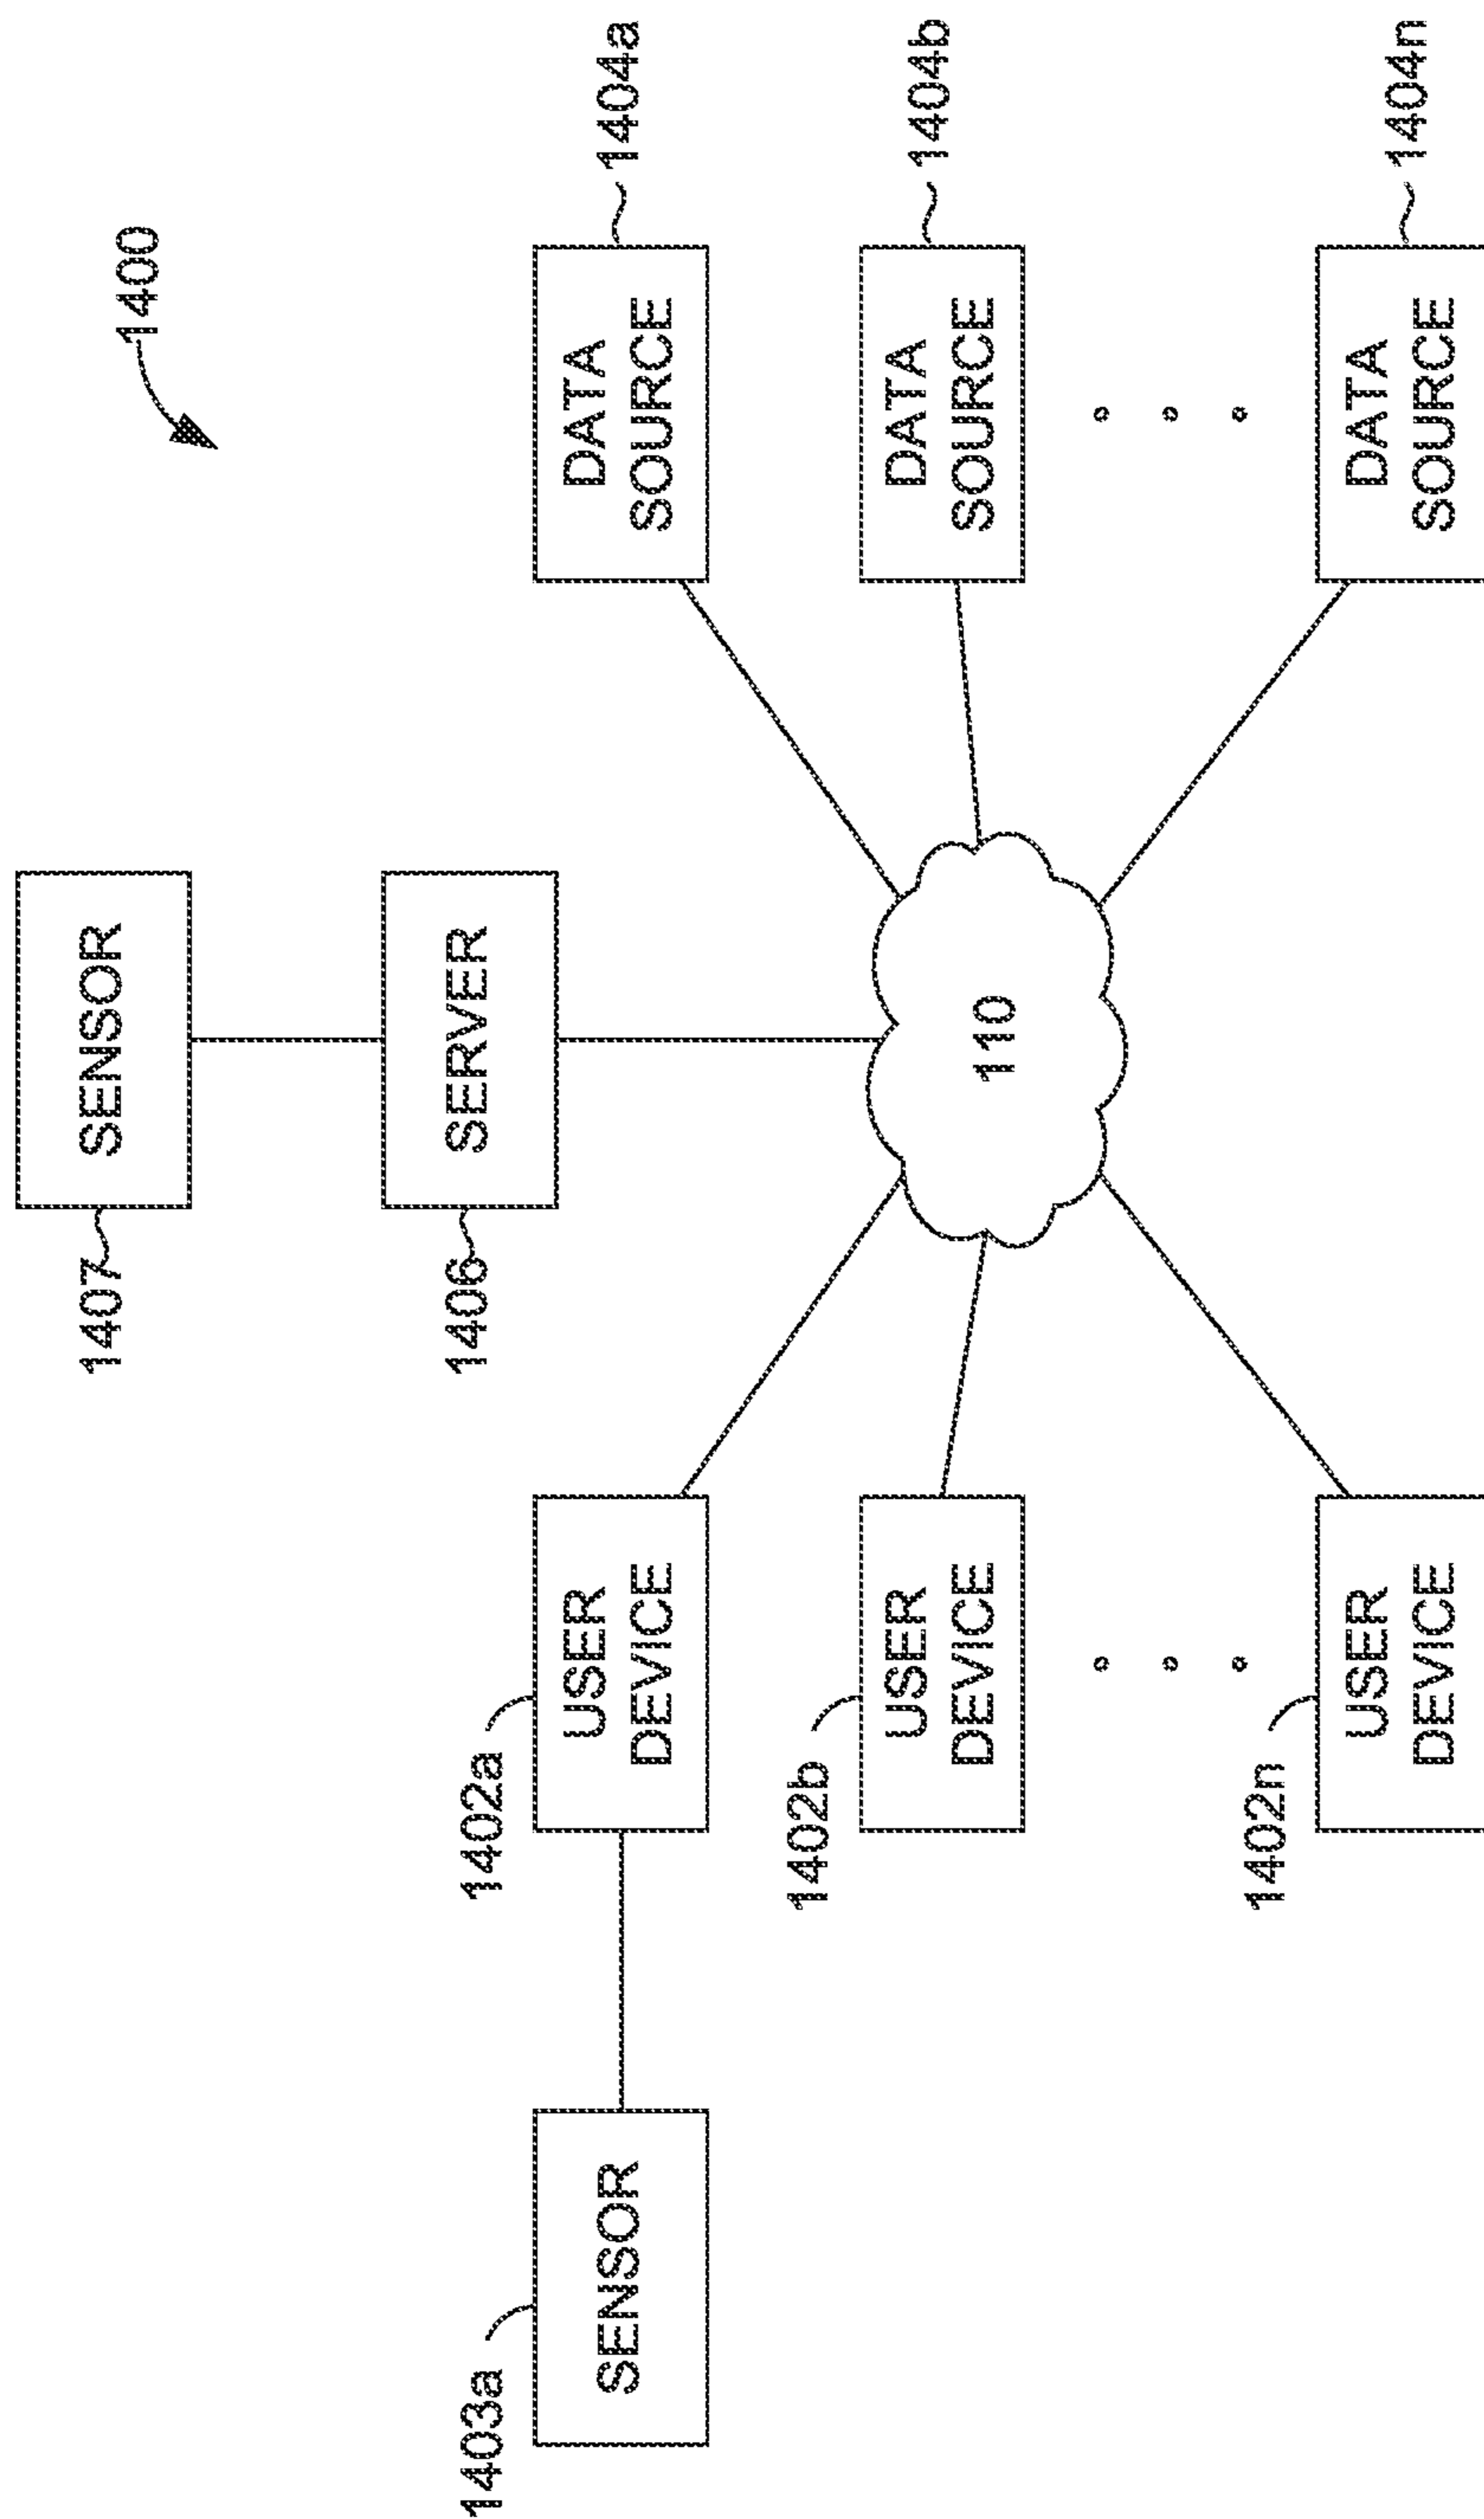 1400
SENSOR
1407
SERVER
1406
1403a
SENSOR
1402a
USER
DEVICE
DATA
SOURCE
1404a
1402b
USER
DEVICE
110
DATA
SOURCE
1404b
1402n
USER
DEVICE
DATA
SOURCE
1404n